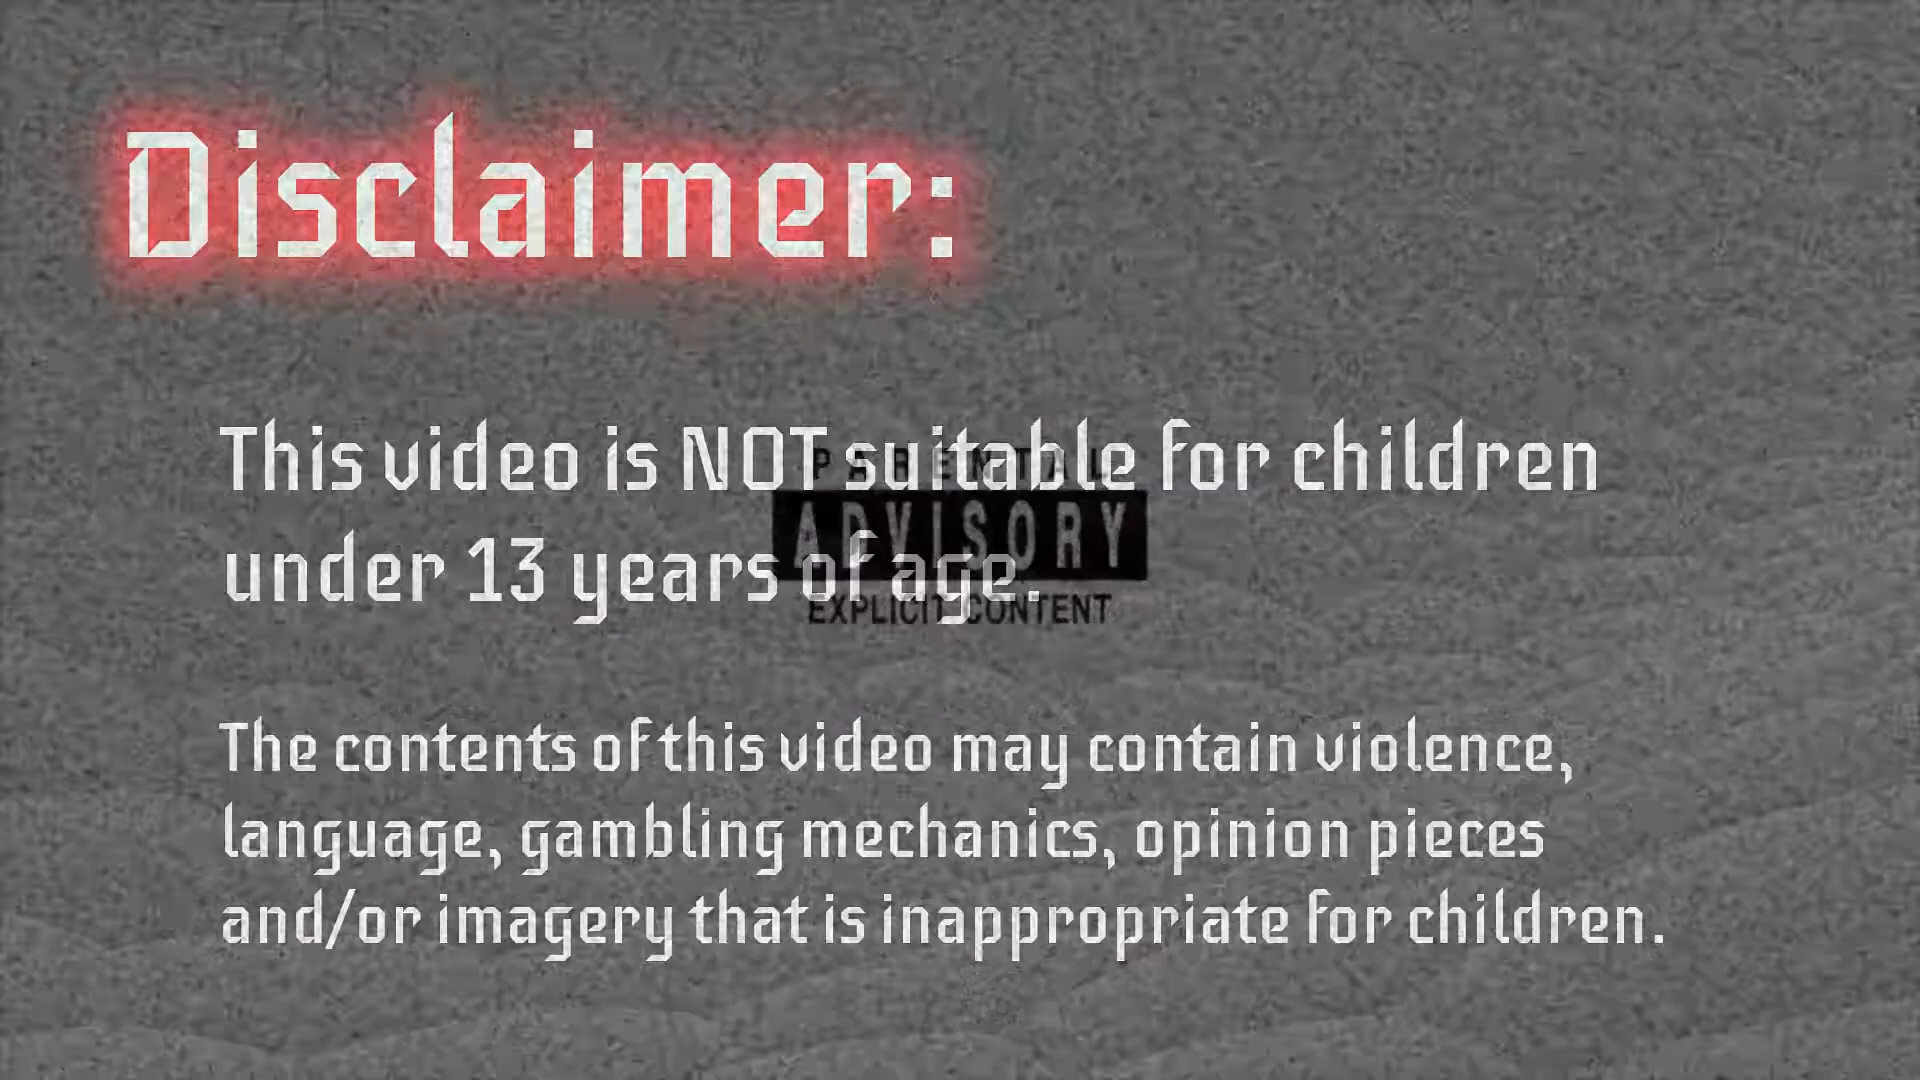 Disclaimer:
This video is NOT suitable for children
under 13 years of age.
PARENTAL
ADVISORY
EXPLICIT CONTENT
The contents of this video may contain violence,
language, gambling mechanics, opinion pieces
and/or imagery that is inappropriate for children.